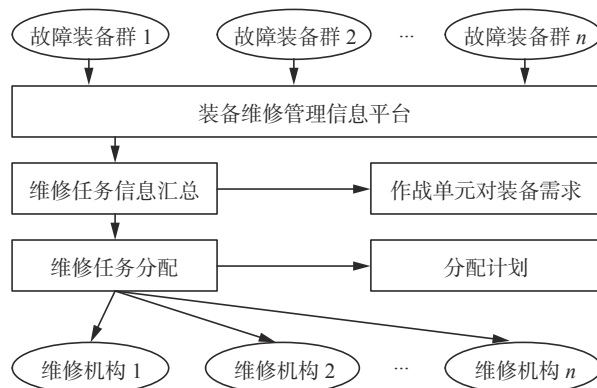 故障装备群 1
故障装备群 2
···
故障装备群 n
装备维修管理信息平台
维修任务信息汇总
作战单元对装备需求
维修任务分配
分配计划
维修机构 1
维修机构 2
···
维修机构 n